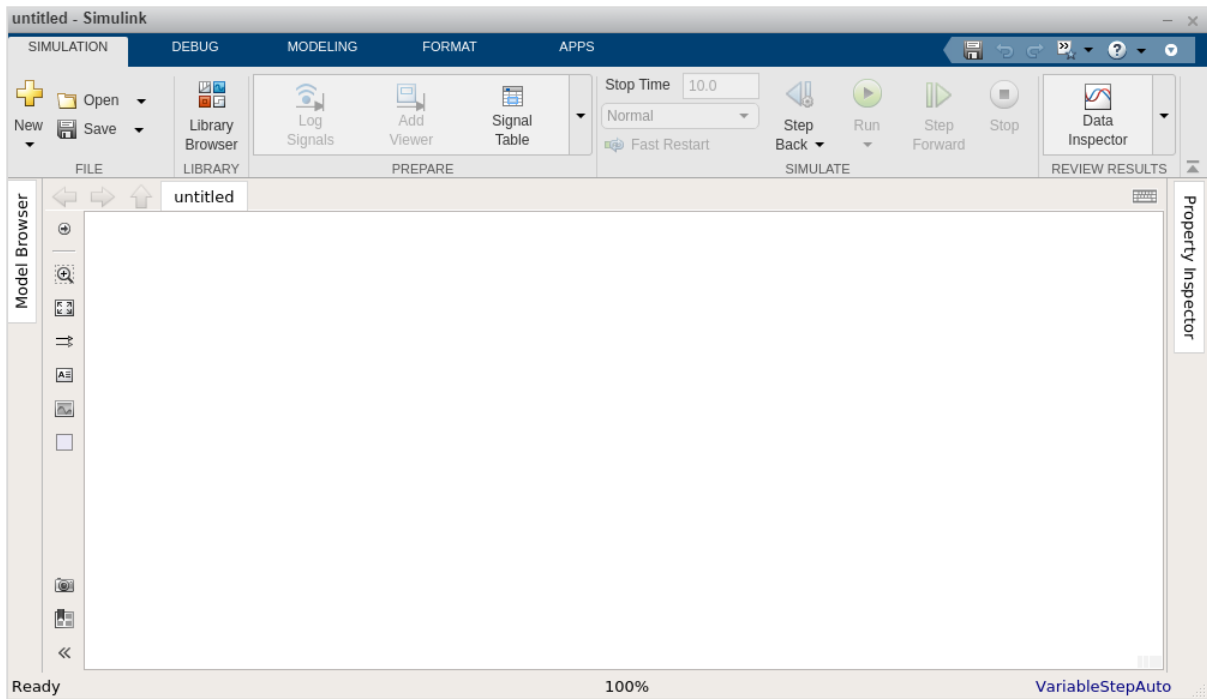 untitled - Simulink
SIMULATION DEBUG MODELING FORMAT APPS
New
Open
Save
FILE
Library
Browser
LIBRARY
Log
Signals
Add
Viewer
Signal
Table
PREPARE
Stop Time 10.0
Normal
Fast Restart
Step
Back
Run
Step
Forward
Stop
SIMULATE
Data
Inspector
REVIEW RESULTS
Model Browser
untitled
Property Inspector
Ready 100% VariableStepAuto